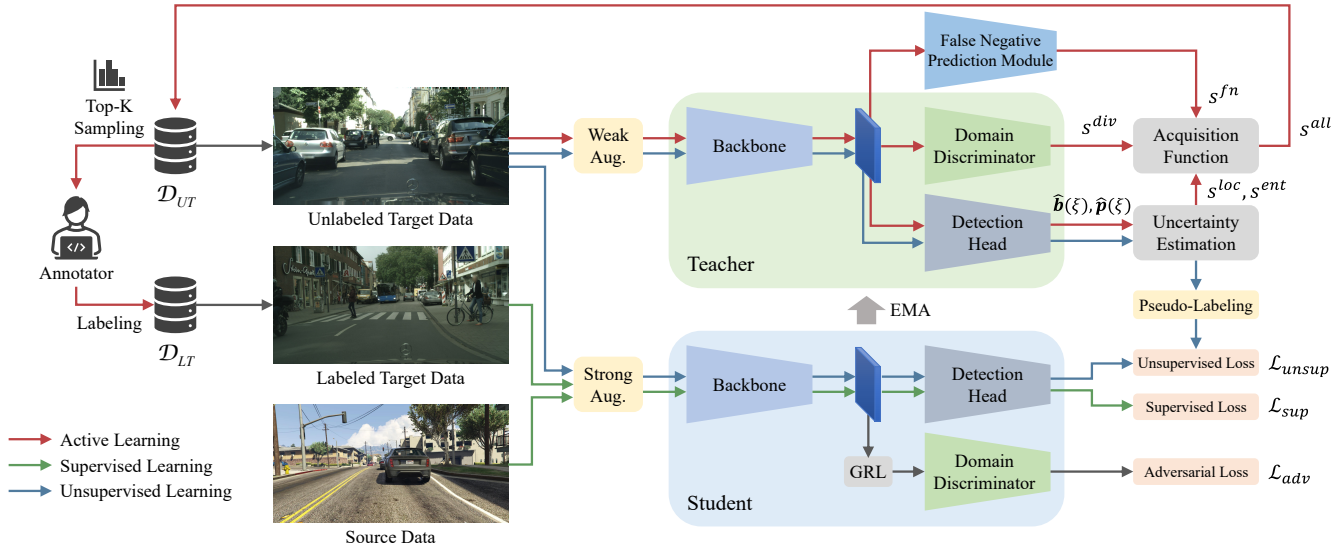 Top-K
Sampling
𝒟_UT
Annotator
Labeling
𝒟_LT
Active Learning
Supervised Learning
Unsupervised Learning
Unlabeled Target Data
Labeled Target Data
Source Data
Weak
Aug.
Strong
Aug.
Backbone
False Negative
Prediction Module
Domain
Discriminator
Detection
Head
Teacher
s^fn
s^div
s^all
Acquisition
Function
s^loc, s^ent
b̂(ξ), p̂(ξ)
Uncertainty
Estimation
Pseudo-Labeling
EMA
Backbone
Detection
Head
GRL
Domain
Discriminator
Student
Unsupervised Loss
ℒ_unsup
Supervised Loss
ℒ_sup
Adversarial Loss
ℒ_adv